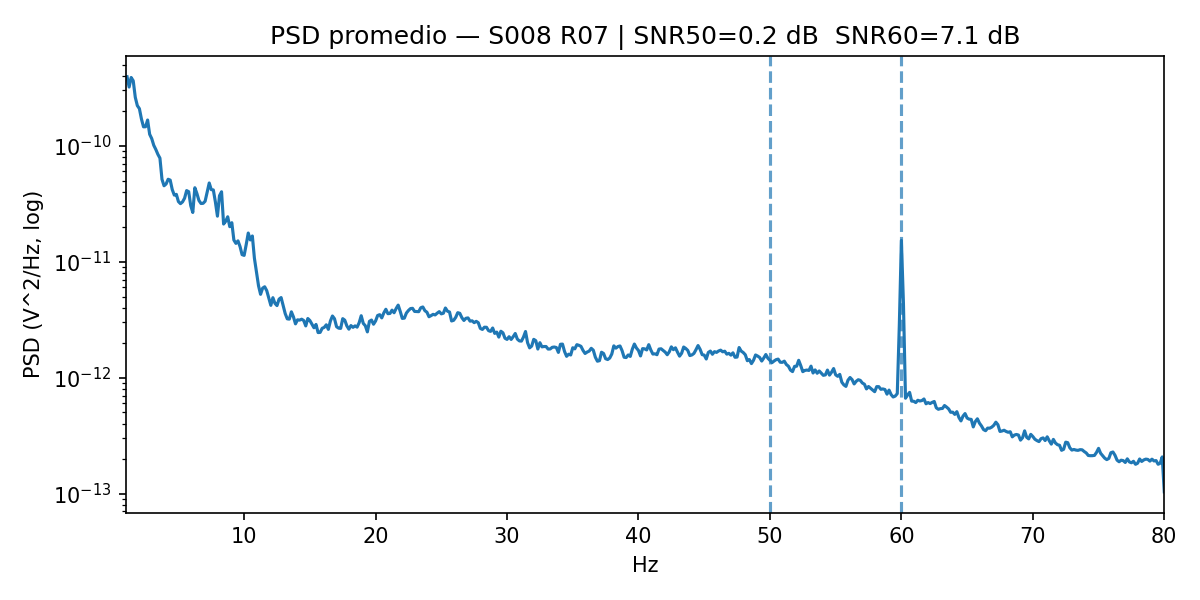 PSD promedio — S008 R07 | SNR50=0.2 dB  SNR60=7.1 dB
PSD (V^2/Hz, log)
10⁻¹⁰
10⁻¹¹
10⁻¹²
10⁻¹³
10 20 30 40 50 60 70 80
Hz